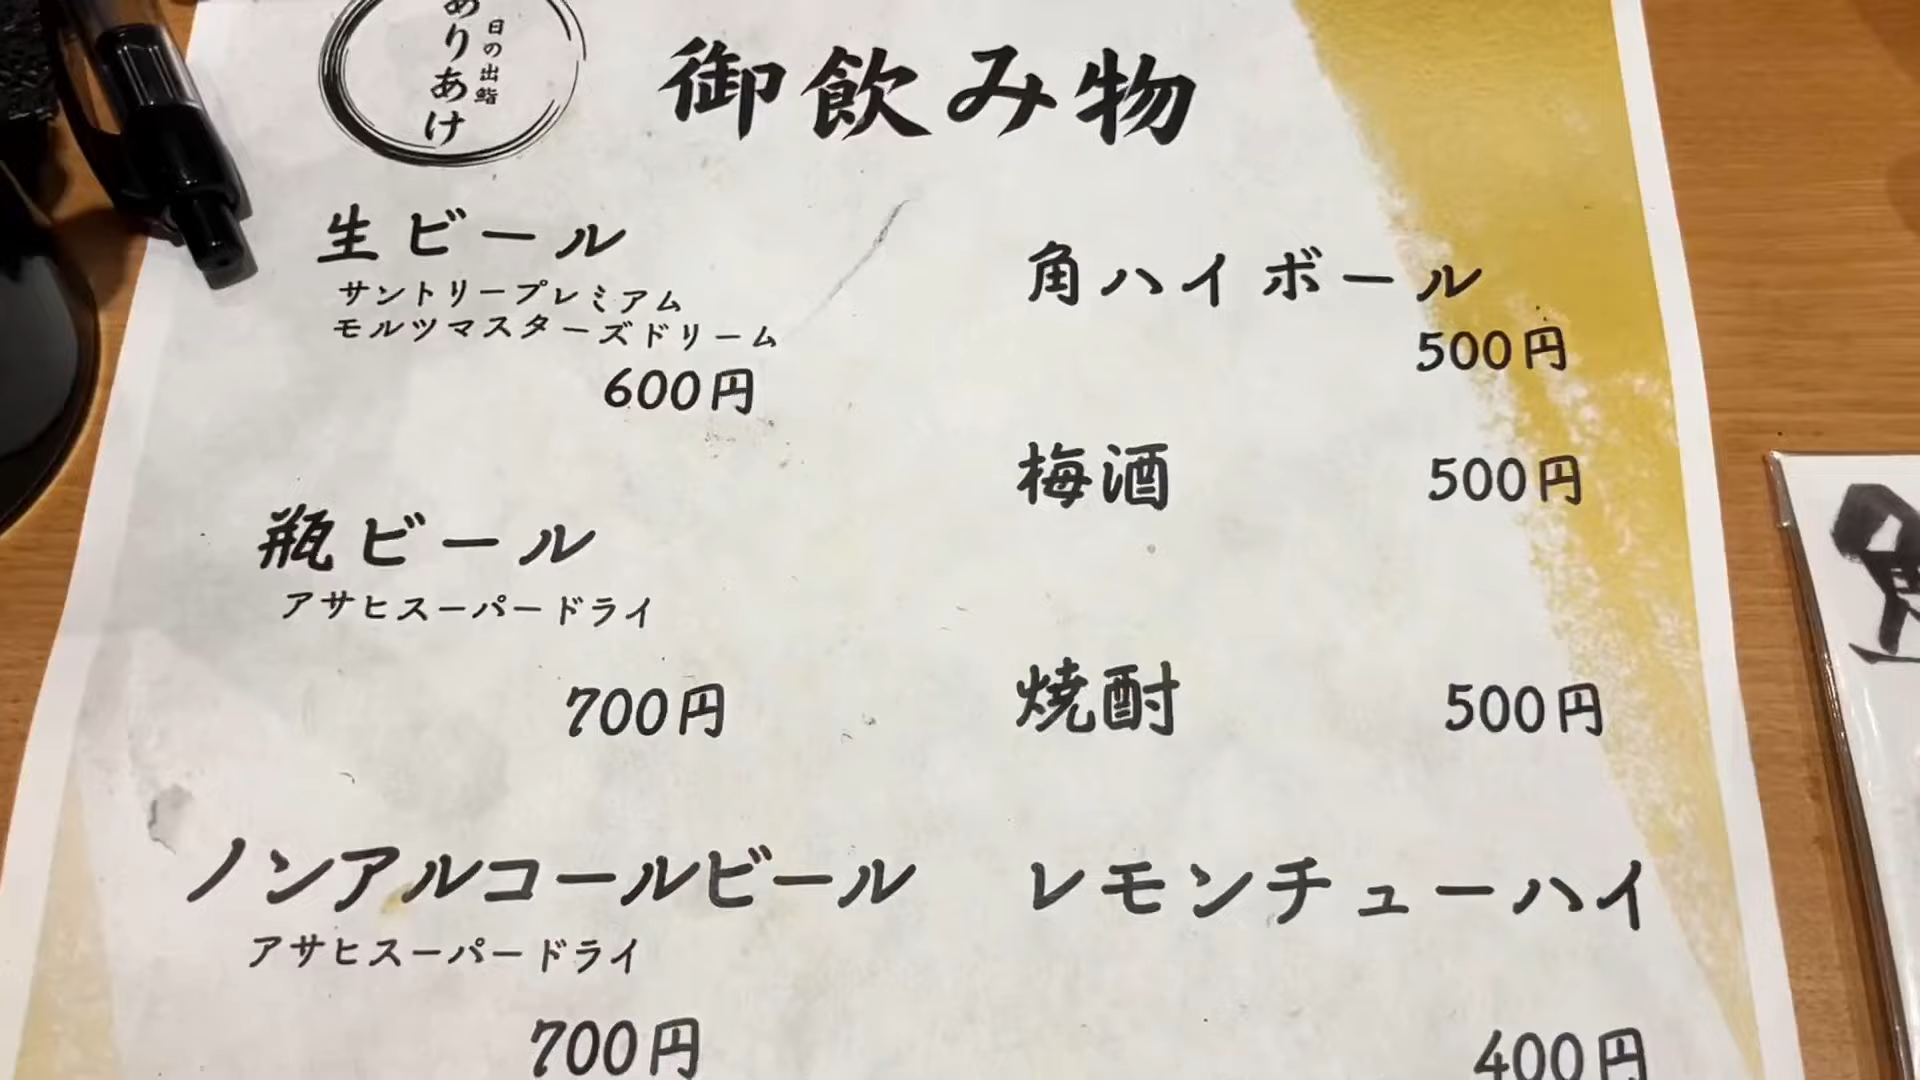 日の出鮨
ありあけ
御飲み物
生ビール
サントリープレミアム
モルツマスターズドリーム
600円
瓶ビール
アサヒスーパードライ
700円
ノンアルコールビール
アサヒスーパードライ
700円
角ハイボール
500円
梅酒 500円
焼酎 500円
レモンチューハイ
400円